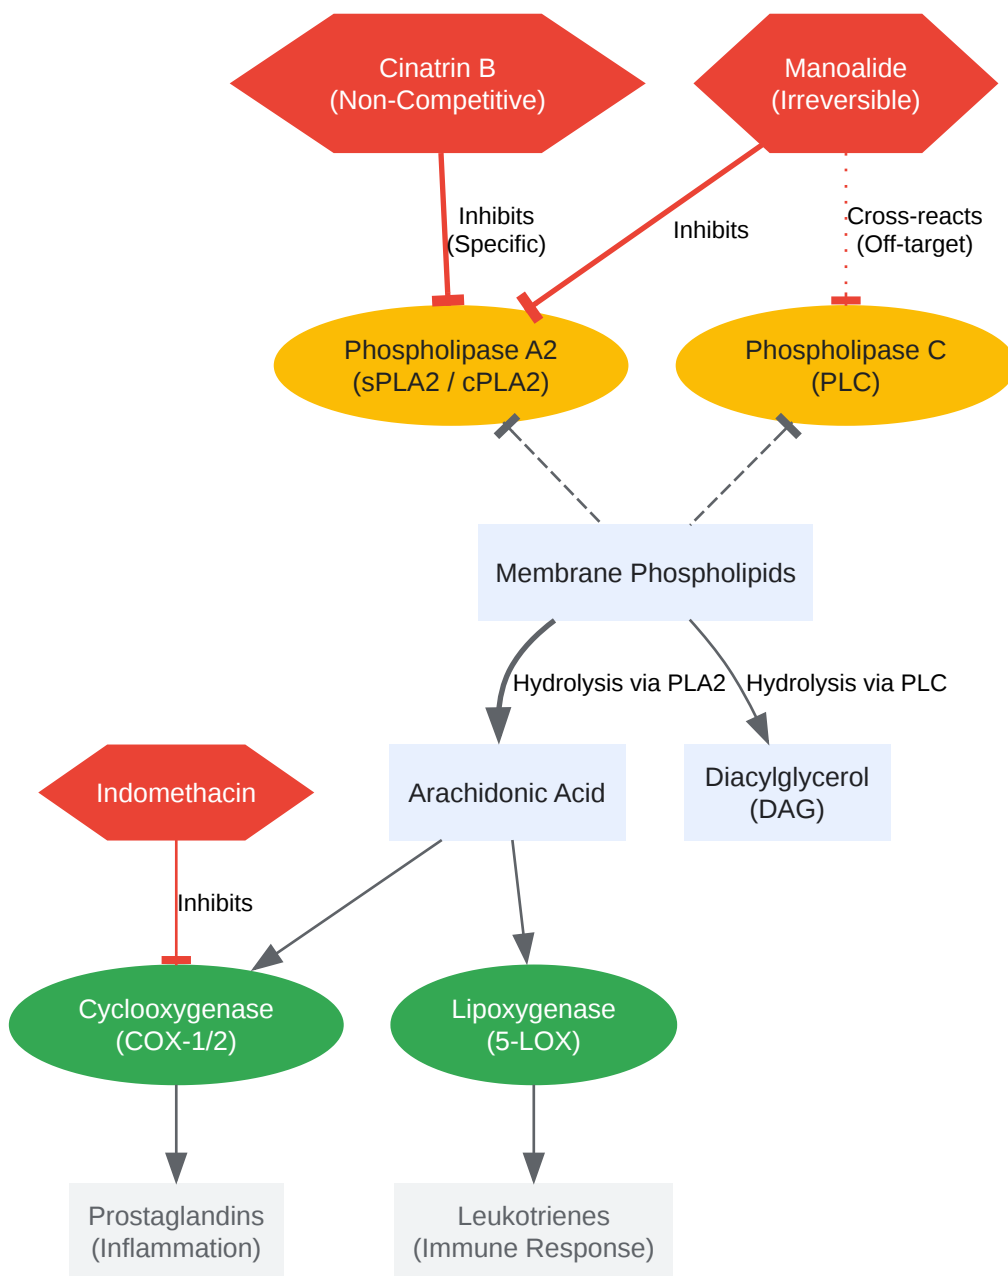 Cinatrin B
(Non-Competitive)
Manoalide
(Irreversible)
Inhibits
(Specific)
Inhibits
Cross-reacts
(Off-target)
Phospholipase A2
(sPLA2 / cPLA2)
Phospholipase C
(PLC)
Membrane Phospholipids
Hydrolysis via PLA2
Hydrolysis via PLC
Indomethacin
Arachidonic Acid
Diacylglycerol
(DAG)
Inhibits
Cyclooxygenase
(COX-1/2)
Lipoxygenase
(5-LOX)
Prostaglandins
(Inflammation)
Leukotrienes
(Immune Response)